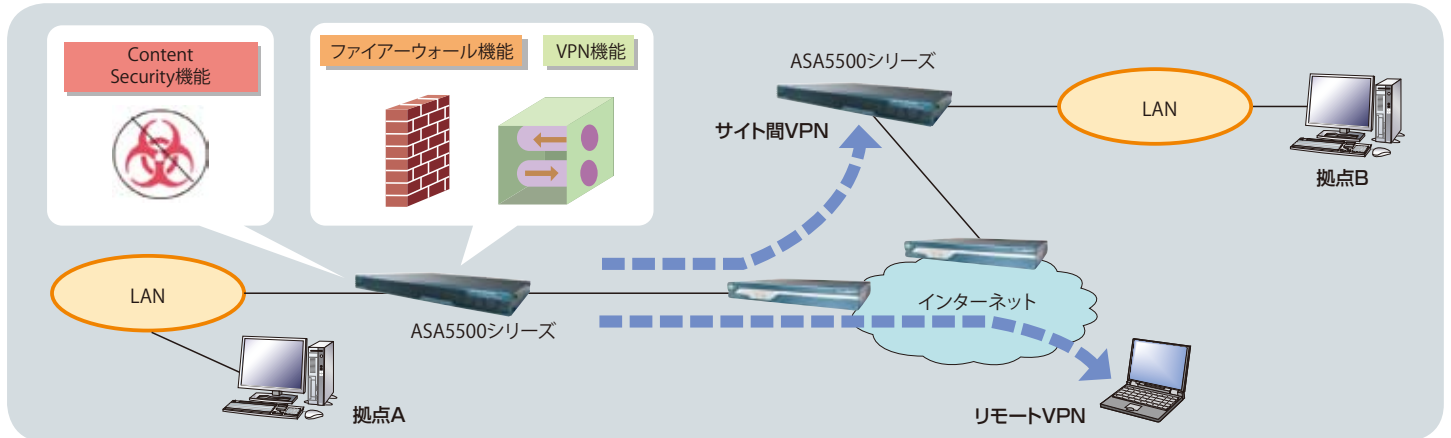 Content
Security機能
ファイアーウォール機能
VPN機能
ASA5500シリーズ
サイト間VPN
LAN
拠点B
LAN
ASA5500シリーズ
インターネット
拠点A
リモートVPN